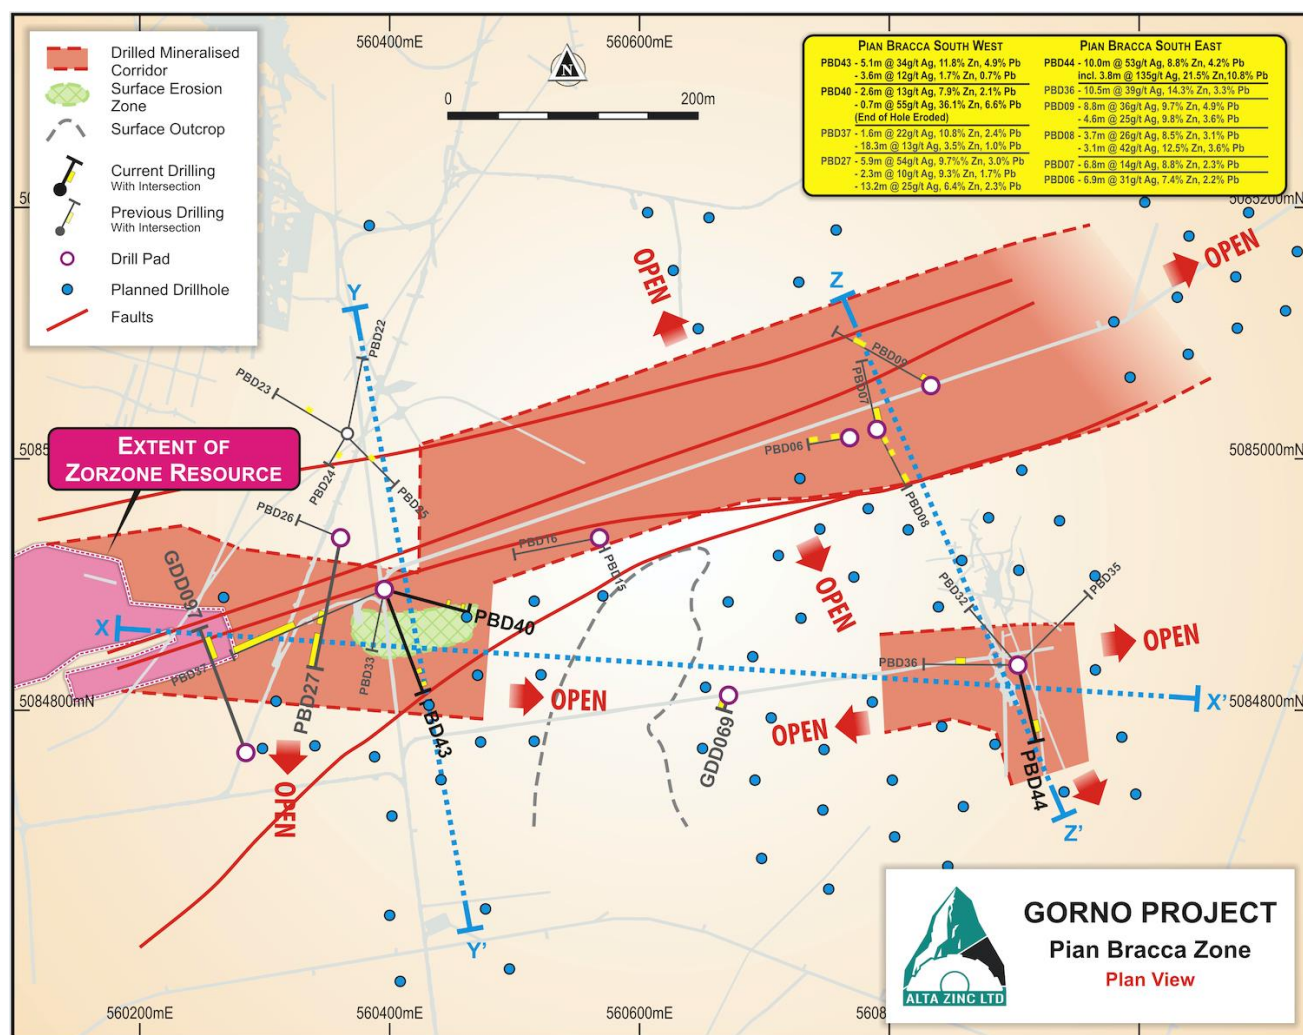 560400mE
560600mE
Drilled Mineralised
Corridor
Surface Erosion
Zone
Surface Outcrop
Current Drilling
With Intersection
Previous Drilling
With Intersection
Drill Pad
Planned Drillhole
Faults
N
0
200m
PIAN BRACCA SOUTH WEST
PBD43 - 5.1m @ 34g/t Ag, 11.8% Zn, 4.9% Pb
- 3.6m @ 12g/t Ag, 1.7% Zn, 0.7% Pb
PBD40 - 2.6m @ 13g/t Ag, 7.9% Zn, 2.1% Pb
- 0.7m @ 55g/t Ag, 36.1% Zn, 6.6% Pb
(End of Hole Eroded)
PBD37 - 1.6m @ 22g/t Ag, 10.8% Zn, 2.4% Pb
- 18.3m @ 13g/t Ag, 3.5% Zn, 1.0% Pb
PBD27 - 5.9m @ 54g/t Ag, 9.7%% Zn, 3.0% Pb
- 2.3m @ 10g/t Ag, 9.3% Zn, 1.7% Pb
- 13.2m @ 25g/t Ag, 6.4% Zn, 2.3% Pb
PIAN BRACCA SOUTH EAST
PBD44 - 10.0m @ 53g/t Ag, 8.8% Zn, 4.2% Pb
incl. 3.8m @ 135g/t Ag, 21.5% Zn,10.8% Pb
PBD36 - 10.5m @ 39g/t Ag, 14.3% Zn, 3.3% Pb
PBD09 - 8.8m @ 36g/t Ag, 9.7% Zn, 4.9% Pb
- 4.6m @ 25g/t Ag, 9.8% Zn, 3.6% Pb
PBD08 - 3.7m @ 26g/t Ag, 8.5% Zn, 3.1% Pb
- 3.1m @ 42g/t Ag, 12.5% Zn, 3.6% Pb
PBD07 - 6.8m @ 14g/t Ag, 8.8% Zn, 2.3% Pb
PBD06 - 6.9m @ 31g/t Ag, 7.4% Zn, 2.2% Pb
5085200mN
OPEN
OPEN
Y
Z
PBD22
PBD23
PBD09
PBD07
EXTENT OF
ZORZONE RESOURCE
PBD24
PBD25
PBD06
5085000mN
PBD26
PBD08
PBD16
PBD15
GDD097
PBD35
PBD32
OPEN
X
PBD40
PBD37
PBD33
PBD36
OPEN
5084800mN
PBD27
OPEN
X'
5084800mN
PBD43
GDD069
OPEN
PBD44
OPEN
Z'
Y'
GORNO PROJECT
Pian Bracca Zone
Plan View
ALTA ZINC LTD
560200mE
560400mE
560600mE